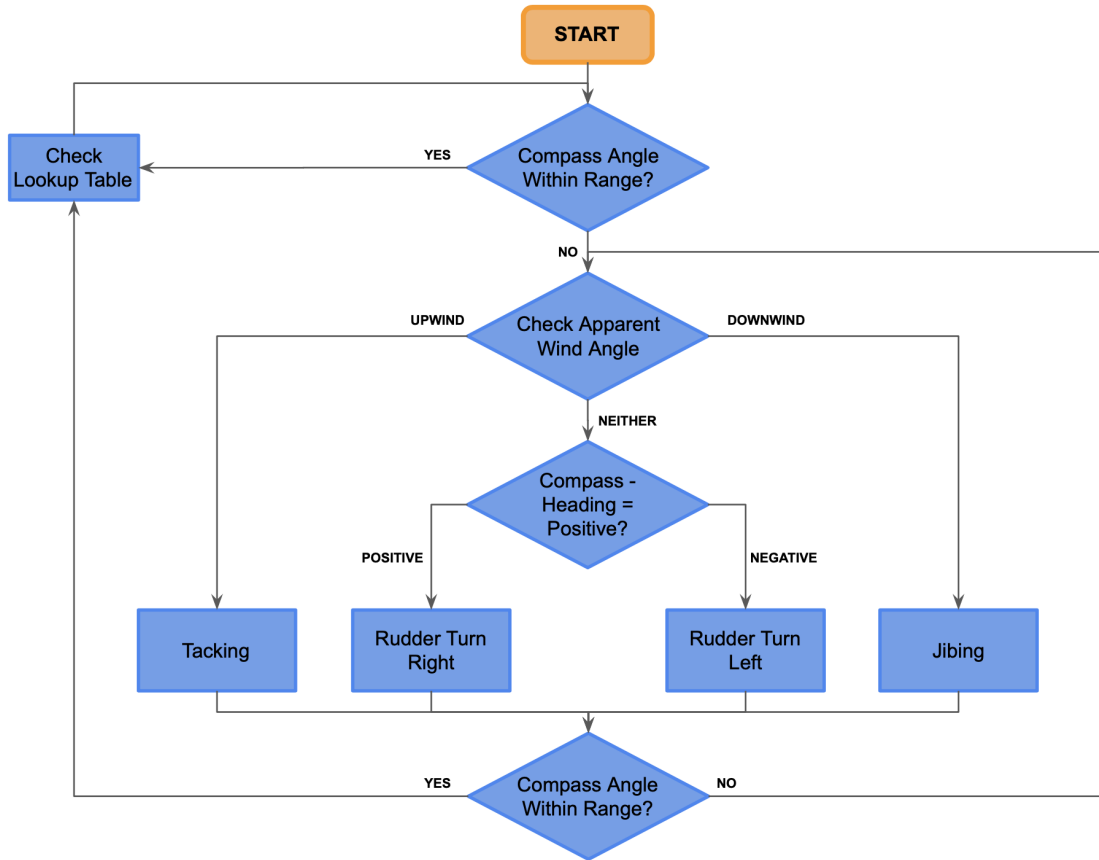 START
Check
Lookup Table
YES
Compass Angle
Within Range?
NO
UPWIND
Check Apparent
Wind Angle
DOWNWIND
NEITHER
Compass -
Heading =
Positive?
POSITIVE
NEGATIVE
Tacking
Rudder Turn
Right
Rudder Turn
Left
Jibing
YES
Compass Angle
Within Range?
NO